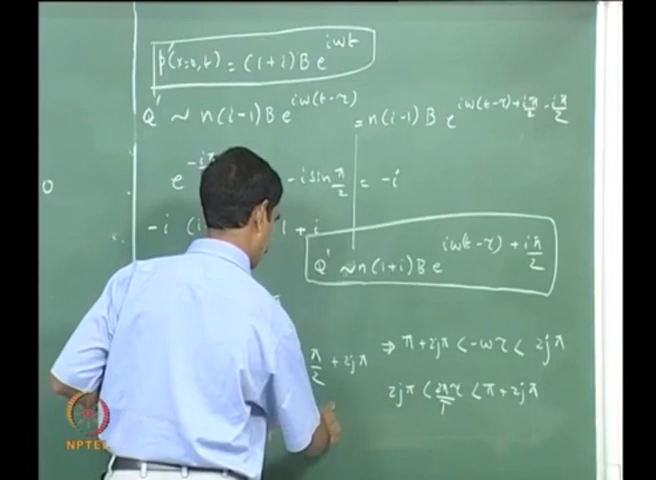 p'(x=0,t) = (1+i) B e^{iωt}
Q' ~ n(i-1) B e^{iω(t-τ)} = n(i-1) B e^{iω(t-τ)+iπ/2-iπ/2}
e^{-iπ - i sin π/2 = -i
0
-i (i 1 + i
Q' ~ n(1+i) B e^{iω(t-τ)+iπ/2}
π/2 + 2jπ ⇒ π+2jπ < -ωτ < 2jπ
2jπ < 2πτ/T < π+2jπ
NPTEL